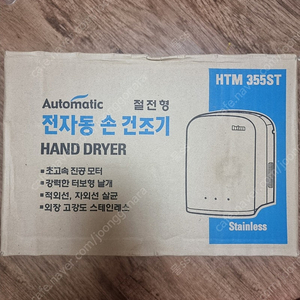 HTM 355ST
Automatic 절전형
전자동 손 건조기
HAND DRYER
• 초고속 진공 모터
• 강력한 터보형 날개
• 적외선, 자외선 살균
• 외장 고강도 스테인레스
Stainless